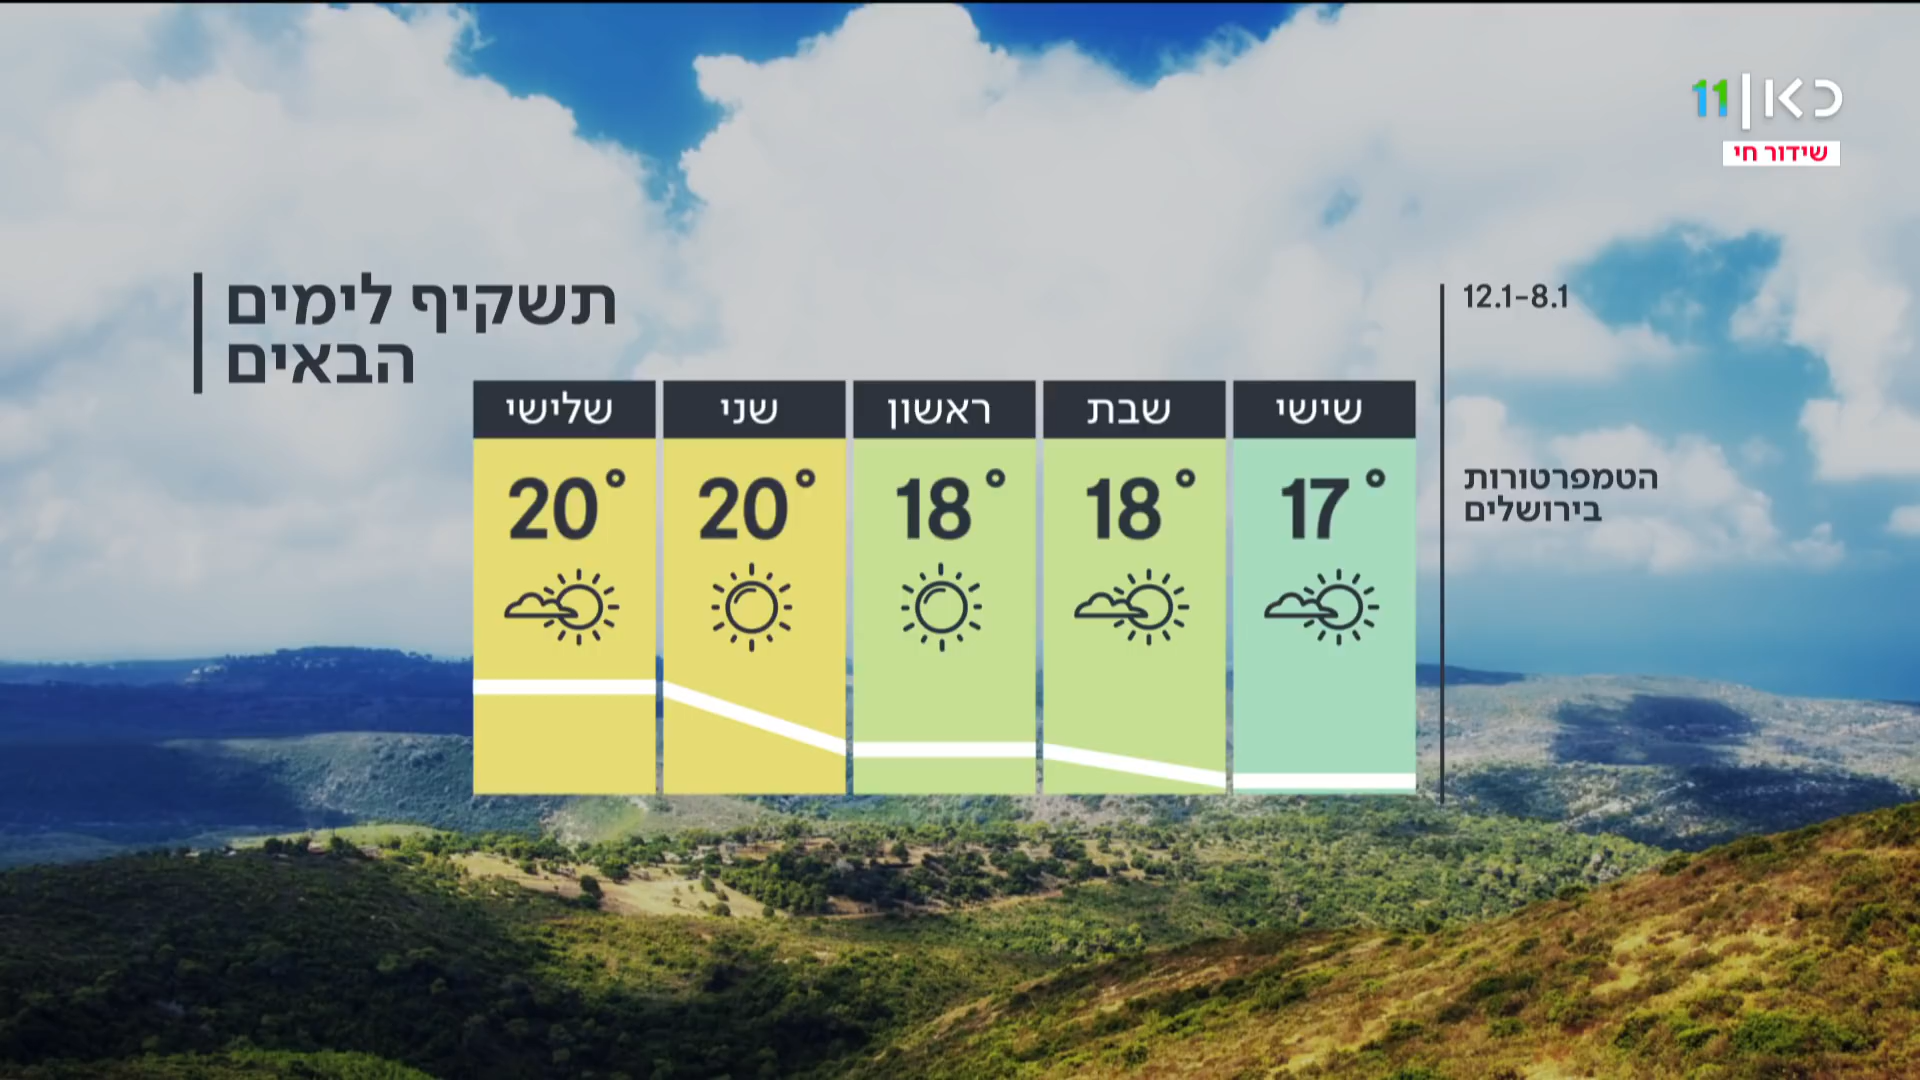 כאן 11
שידור חי
תשקיף לימים
הבאים
12.1-8.1
הטמפרטורות
בירושלים
שישי
שבת
ראשון
שני
שלישי
17°
18°
18°
20°
20°